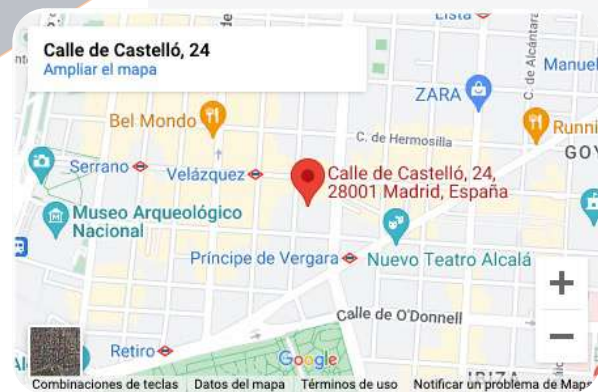 Lista
Calle de Castelló, 24
Ampliar el mapa
C. de Alcántara
Manuel
ZARA
Bel Mondo
C. de Hermosilla
Runni
GOY
Serrano
Velázquez
Calle de Castelló, 24,
28001 Madrid, España
Museo Arqueológico
Nacional
Príncipe de Vergara
Nuevo Teatro Alcalá
+
Calle de O'Donnell
−
Retiro
Google
IBIZA
Combinaciones de teclas
Datos del mapa
Términos de uso
Notificar un problema de Maps